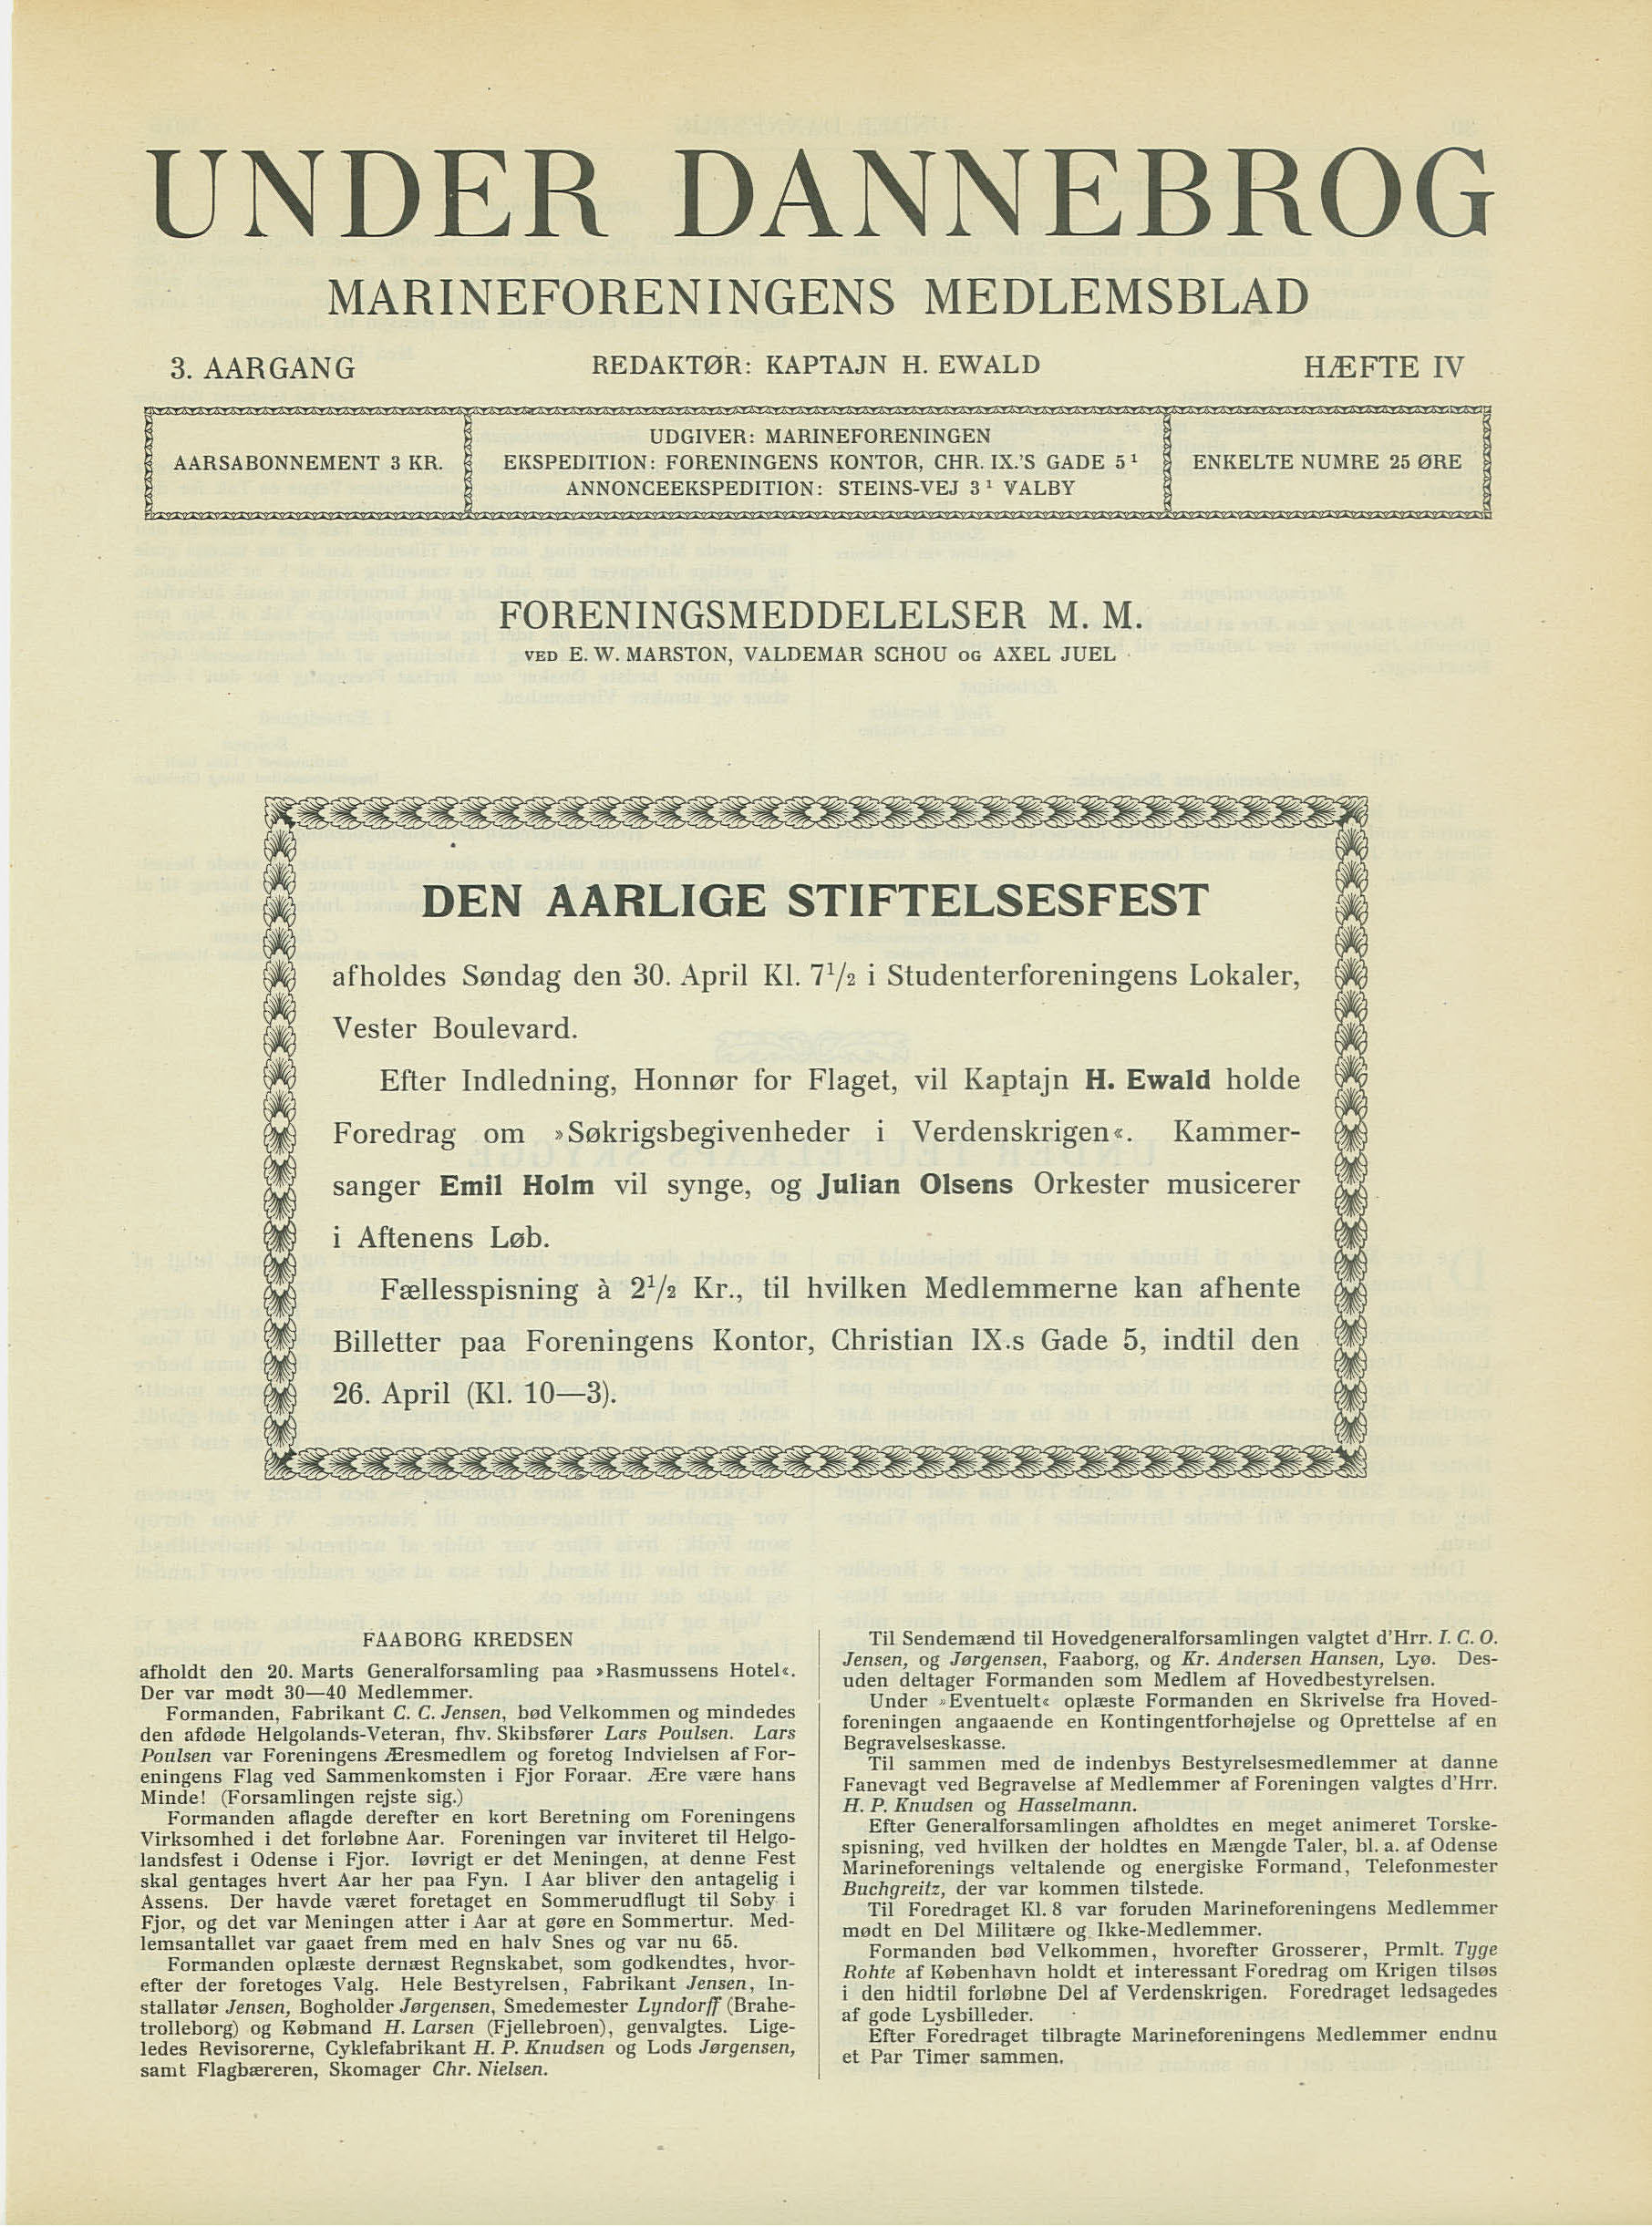 UNDER DANNEBROG
MARINEFORENINGENS MEDLEMSBLAD
3. AARGANG
REDAKTØR: KAPTAJN H. EWALD
HÆFTE IV
AARSABONNEMENT 3 KR.
UDGIVER: MARINEFORENINGEN
EKSPEDITION: FORENINGENS KONTOR, CHR. IX.'S GADE 5¹
ANNONCEEKSPEDITION: STEINS-VEJ 3¹ VALBY
ENKELTE NUMRE 25 ØRE
FORENINGSMEDDELELSER M. M.
VED E. W. MARSTON, VALDEMAR SCHOU OG AXEL JUEL
DEN AARLIGE STIFTELSESFEST
afholdes Søndag den 30. April Kl. 7¹/₂ i Studenterforeningens Lokaler,
Vester Boulevard.
Efter Indledning, Honnør for Flaget, vil Kaptajn H. Ewald holde
Foredrag om »Søkrigsbegivenheder i Verdenskrigen«. Kammer-
sanger Emil Holm vil synge, og Julian Olsens Orkester musicerer
i Aftenens Løb.
Fællesspisning à 2¹/₂ Kr., til hvilken Medlemmerne kan afhente
Billetter paa Foreningens Kontor, Christian IX.s Gade 5, indtil den
26. April (Kl. 10—3).
FAABORG KREDSEN
afholdt den 20. Marts Generalforsamling paa »Rasmussens Hotel«.
Der var mødt 30—40 Medlemmer.
Formanden, Fabrikant C. C. Jensen, bød Velkommen og mindedes
den afdøde Helgolands-Veteran, fhv. Skibsfører Lars Poulsen. Lars
Poulsen var Foreningens Æresmedlem og foretog Indvielsen af For-
eningens Flag ved Sammenkomsten i Fjor Foraar. Ære være hans
Minde! (Forsamlingen rejste sig.)
Formanden aflagde derefter en kort Beretning om Foreningens
Virksomhed i det forløbne Aar. Foreningen var inviteret til Helgo-
landsfest i Odense i Fjor. Iøvrigt er det Meningen, at denne Fest
skal gentages hvert Aar her paa Fyn. I Aar bliver den antagelig i
Assens. Der havde været foretaget en Sommerudflugt til Søby i
Fjor, og det var Meningen atter i Aar at gøre en Sommertur. Med-
lemsantallet var gaaet frem med en halv Snes og var nu 65.
Formanden oplæste dernæst Regnskabet, som godkendtes, hvor-
efter der foretoges Valg. Hele Bestyrelsen, Fabrikant Jensen, In-
stallatør Jensen, Bogholder Jørgensen, Smedemester Lyndorff (Brahe-
trolleborg) og Købmand H. Larsen (Fjellebroen), genvalgtes. Lige-
ledes Revisorerne, Cyklefabrikant H. P. Knudsen og Lods Jørgensen,
samt Flagbæreren, Skomager Chr. Nielsen.
Til Sendemænd til Hovedgeneralforsamlingen valgtet d'Hrr. I. C. O.
Jensen, og Jørgensen, Faaborg, og Kr. Andersen Hansen, Lyø. Des-
uden deltager Formanden som Medlem af Hovedbestyrelsen.
Under »Eventuelt« oplæste Formanden en Skrivelse fra Hoved-
foreningen angaaende en Kontingentforhøjelse og Oprettelse af en
Begravelseskasse.
Til sammen med de indenbys Bestyrelsesmedlemmer at danne
Fanevagt ved Begravelse af Medlemmer af Foreningen valgtes d'Hrr.
H. P. Knudsen og Hasselmann.
Efter Generalforsamlingen afholdtes en meget animeret Torske-
spisning, ved hvilken der holdtes en Mængde Taler, bl. a. af Odense
Marineforenings veltalende og energiske Formand, Telefonmester
Buchgreitz, der var kommen tilstede.
Til Foredraget Kl. 8 var foruden Marineforeningens Medlemmer
mødt en Del Militære og Ikke-Medlemmer.
Formanden bød Velkommen, hvorefter Grosserer, Prmlt. Tyge
Rohte af København holdt et interessant Foredrag om Krigen tilsøs
i den hidtil forløbne Del af Verdenskrigen. Foredraget ledsagedes
af gode Lysbilleder.
Efter Foredraget tilbragte Marineforeningens Medlemmer endnu
et Par Timer sammen.